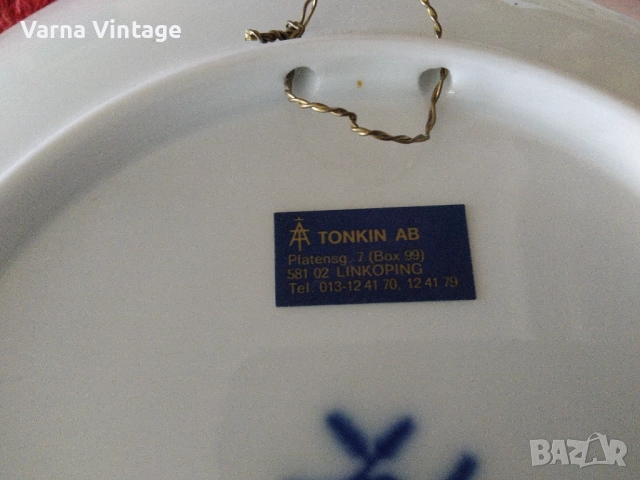 Varna Vintage
TONKIN AB
Platensg. 7 (Box 99)
581 02 LINKÖPING
Tel. 013-12 41 70, 12 41 79
BAZAR